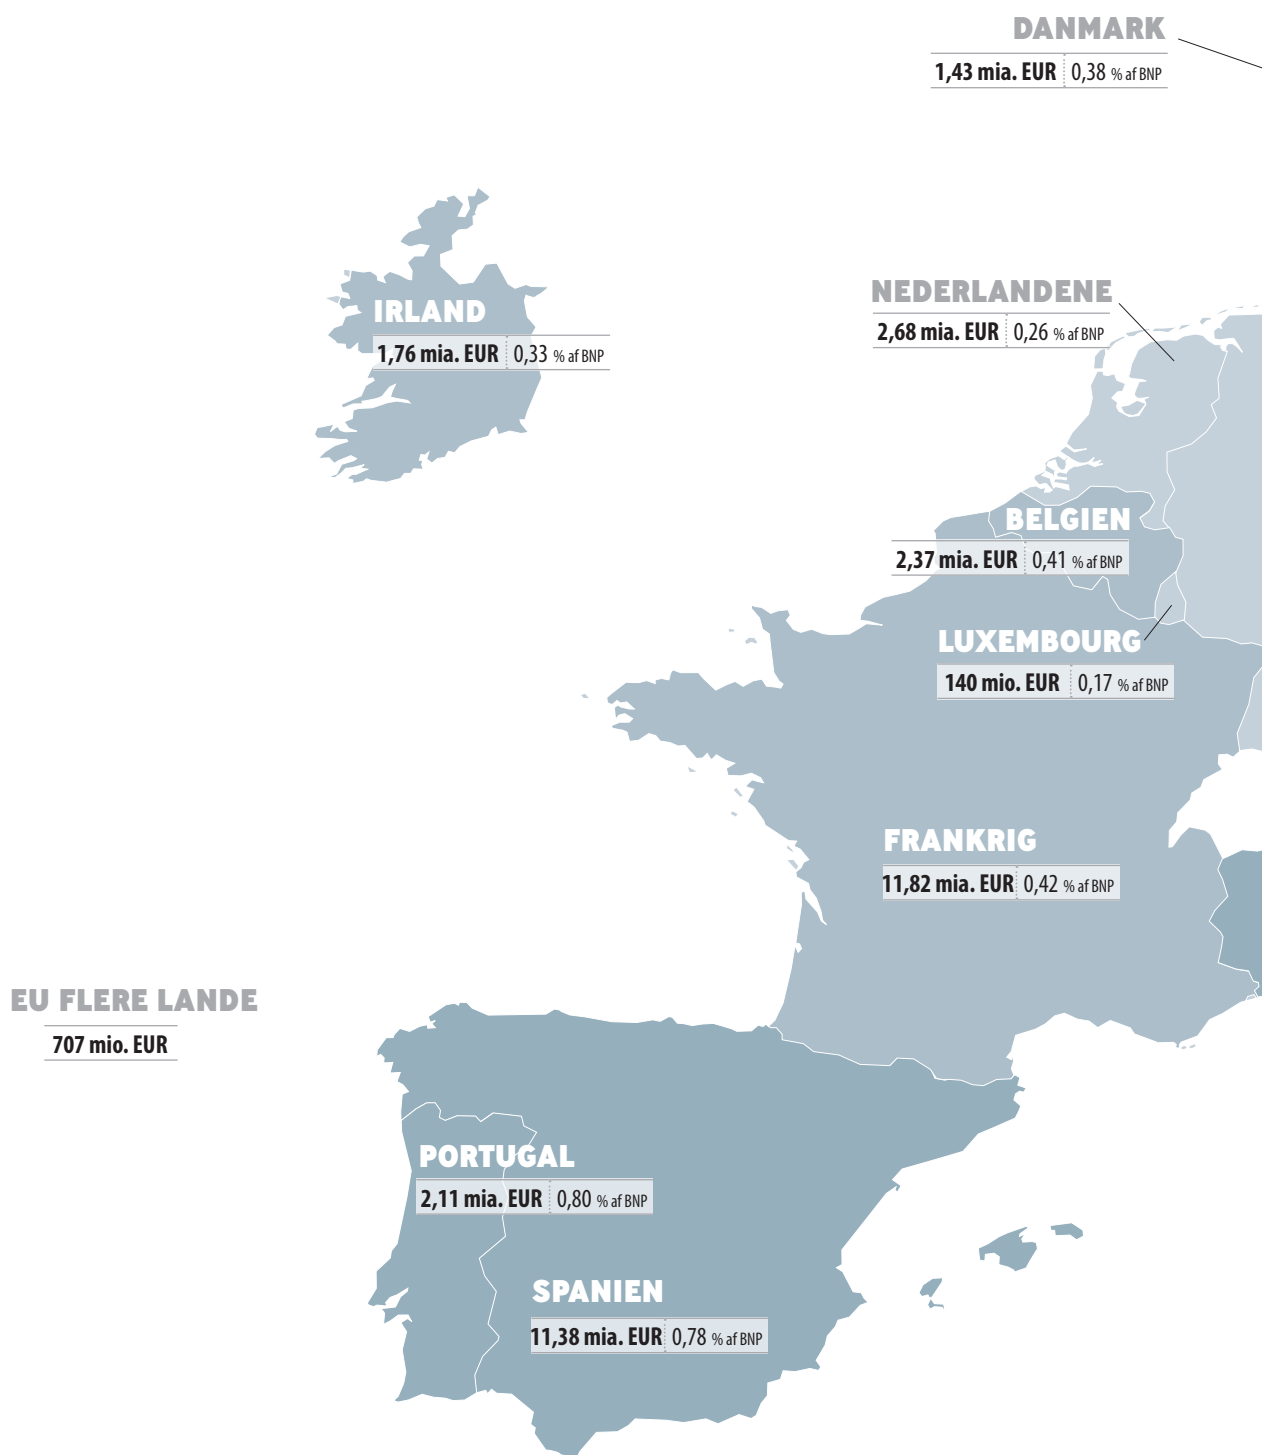 DANMARK
1,43 mia. EUR 0,38 % af BNP
IRLAND
1,76 mia. EUR 0,33 % af BNP
NEDERLANDENE
2,68 mia. EUR 0,26 % af BNP
BELGIEN
2,37 mia. EUR 0,41 % af BNP
LUXEMBOURG
140 mio. EUR 0,17 % af BNP
FRANKRIG
11,82 mia. EUR 0,42 % af BNP
EU FLERE LANDE
707 mio. EUR
PORTUGAL
2,11 mia. EUR 0,80 % af BNP
SPANIEN
11,38 mia. EUR 0,78 % af BNP